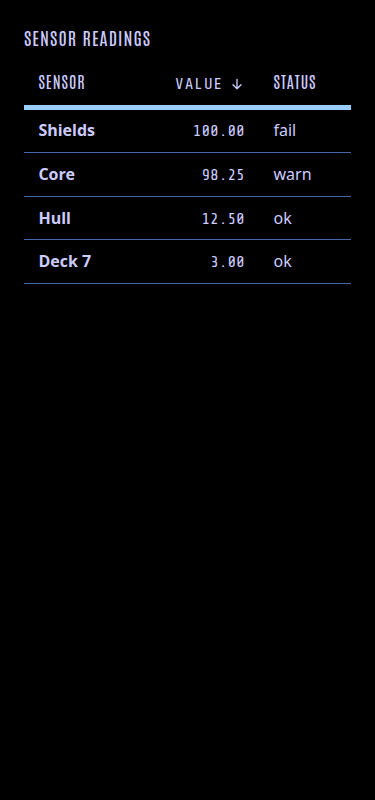 SENSOR READINGS
SENSOR VALUE ↓ STATUS
Shields 100.00 fail
Core 98.25 warn
Hull 12.50 ok
Deck 7 3.00 ok